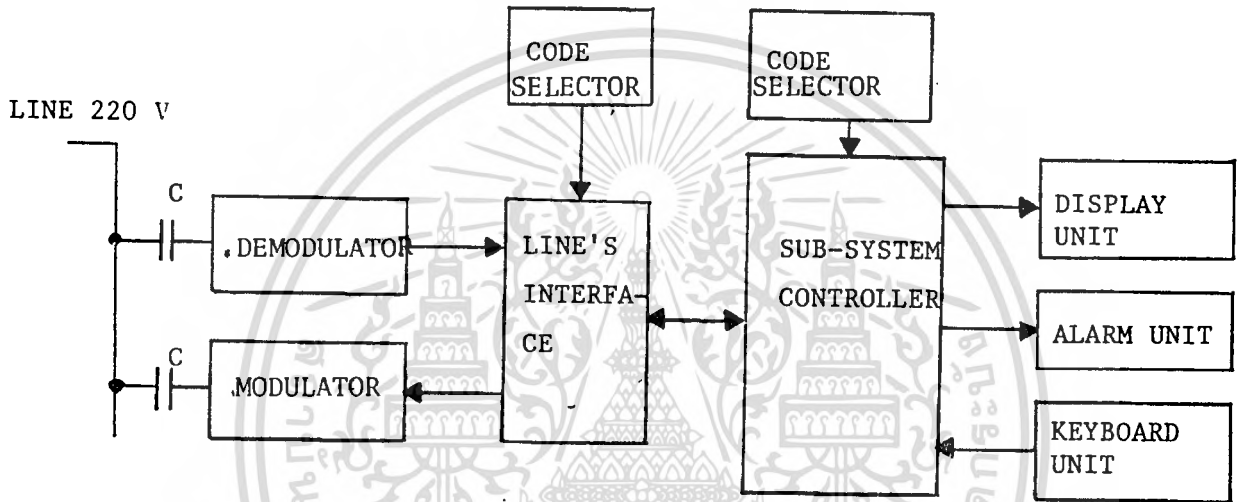 CODE
SELECTOR
CODE
SELECTOR
LINE 220 V
C
DEMODULATOR
LINE'S
INTERFA-
CE
SUB-SYSTEM
CONTROLLER
DISPLAY
UNIT
ALARM UNIT
C
MODULATOR
KEYBOARD
UNIT